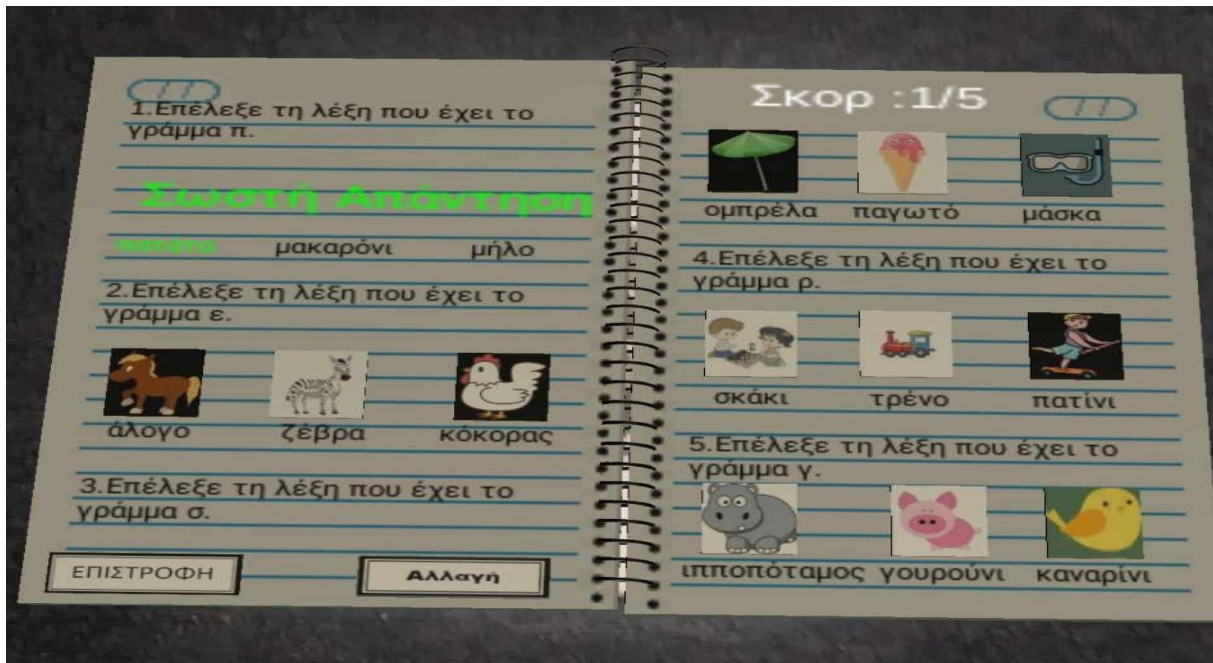 1.Επέλεξε τη λέξη που έχει το
γράμμα π.
Σωστή Απάντηση
πατάτα μακαρόνι μήλο
2.Επέλεξε τη λέξη που έχει το
γράμμα ε.
άλογο ζέβρα κόκορας
3.Επέλεξε τη λέξη που έχει το
γράμμα σ.
ΕΠΙΣΤΡΟΦΗ Αλλαγή
Σκορ :1/5
ομπρέλα παγωτό μάσκα
4.Επέλεξε τη λέξη που έχει το
γράμμα ρ.
σκάκι τρένο πατίνι
5.Επέλεξε τη λέξη που έχει το
γράμμα γ.
ιπποπόταμος γουρούνι καναρίνι